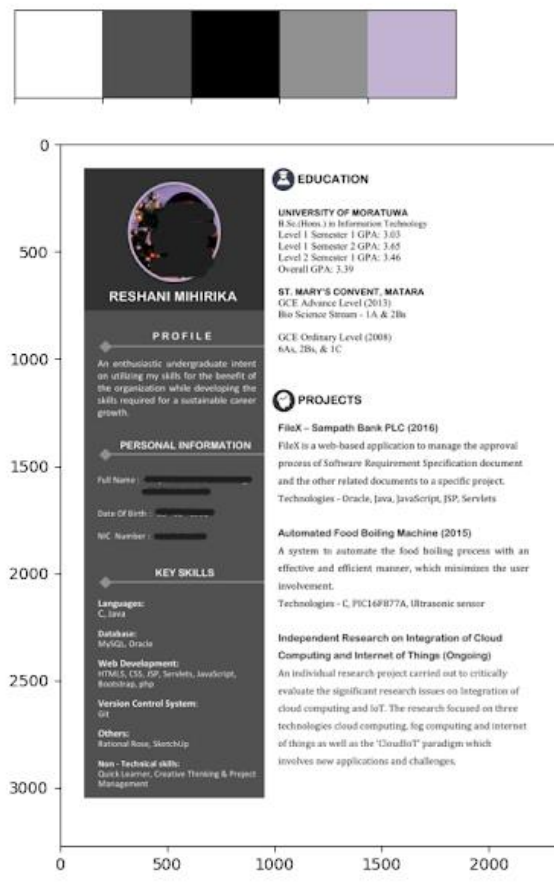 0
500
1000
1500
2000
2500
3000
0
500
1000
1500
2000
RESHANI MIHIRIKA
PROFILE
An enthusiastic undergraduate intent
on utilizing my skills for the benefit of
the organization while developing the
skills required for a sustainable career
growth.
PERSONAL INFORMATION
Full Name :
Date Of Birth :
NIC Number :
KEY SKILLS
Languages:
C, Java
Database:
MySQL, Oracle
Web Development:
HTML5, CSS, JSP, Servlets, JavaScript,
Bootstrap, php
Version Control System:
Git
Others:
Rational Rose, SketchUp
Non - Technical skills:
Quick Learner, Creative Thinking & Project
Management
EDUCATION
UNIVERSITY OF MORATUWA
B.Sc.(Hons.) in Information Technology
Level 1 Semester 1 GPA: 3.03
Level 1 Semester 2 GPA: 3.65
Level 2 Semester 1 GPA: 3.46
Overall GPA: 3.39
ST. MARY'S CONVENT, MATARA
GCE Advance Level (2013)
Bio Science Stream - 1A & 2Bs
GCE Ordinary Level (2008)
6As, 2Bs, & 1C
PROJECTS
FileX – Sampath Bank PLC (2016)
FileX is a web-based application to manage the approval
process of Software Requirement Specification document
and the other related documents to a specific project.
Technologies - Oracle, Java, JavaScript, JSP, Servlets
Automated Food Boiling Machine (2015)
A system to automate the food boiling process with an
effective and efficient manner, which minimizes the user
involvement.
Technologies - C, PIC16F877A, Ultrasonic sensor
Independent Research on Integration of Cloud
Computing and Internet of Things (Ongoing)
An individual research project carried out to critically
evaluate the significant research issues on Integration of
cloud computing and IoT. The research focused on three
technologies cloud computing, fog computing and internet
of things as well as the 'CloudIoT' paradigm which
involves new applications and challenges.